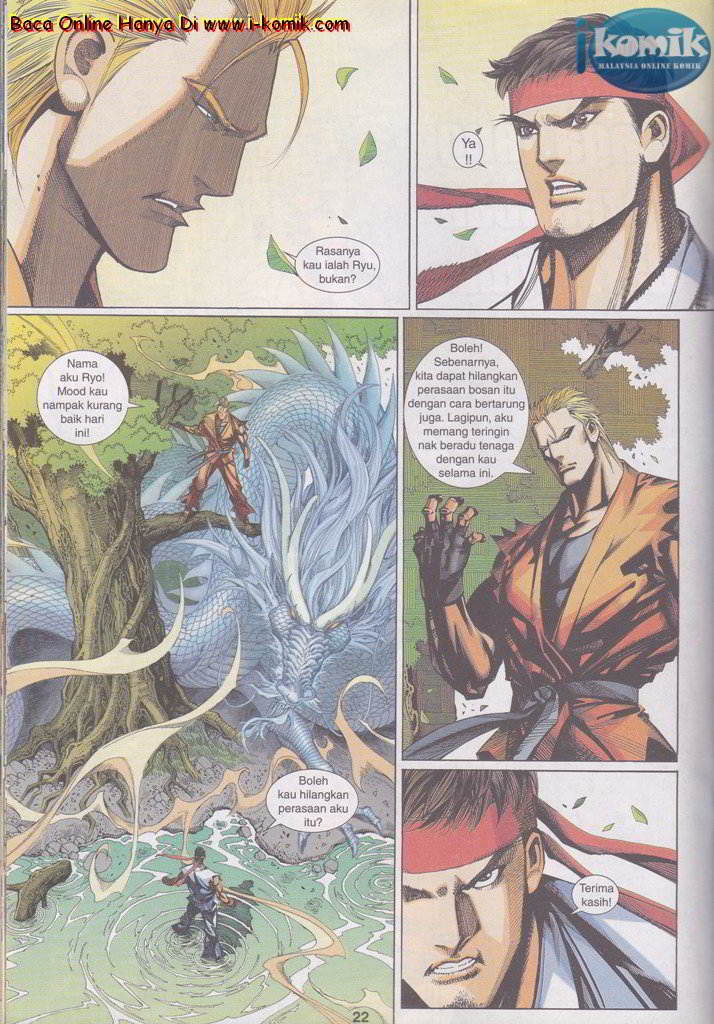 Baca Online Hanya Di www.i-komik.com
ikomik
MALAYSIA ONLINE KOMIK
Rasanya
kau ialah Ryu,
bukan?
Ya
!!
Nama
aku Ryo!
Mood kau
nampak kurang
baik hari
ini!
Boleh
kau hilangkan
perasaan aku
itu?
Boleh!
Sebenarnya,
kita dapat hilangkan
perasaan bosan itu
dengan cara bertarung
juga. Lagipun, aku
memang teringin
nak beradu tenaga
dengan kau
selama ini.
Terima
kasih!
22